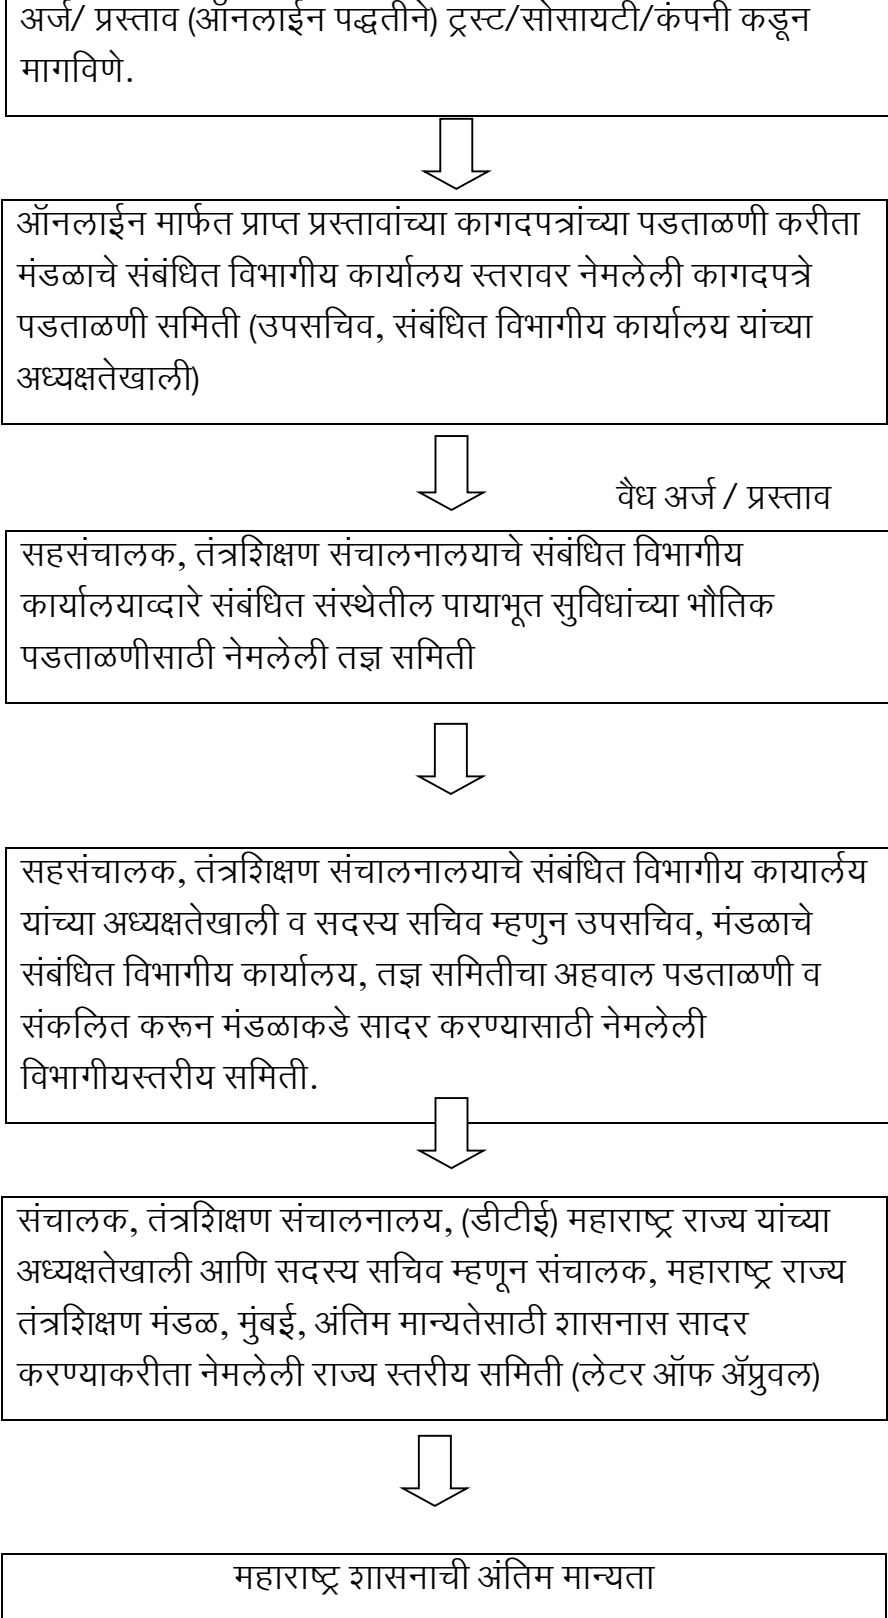 अर्ज/ प्रस्ताव (ऑनलाईन पद्धतीने) ट्रस्ट/सोसायटी/कंपनी कडून
मागविणे.
ऑनलाईन मार्फत प्राप्त प्रस्तावांच्या कागदपत्रांच्या पडताळणी करीता
मंडळाचे संबंधित विभागीय कार्यालय स्तरावर नेमलेली कागदपत्रे
पडताळणी समिती (उपसचिव, संबंधित विभागीय कार्यालय यांच्या
अध्यक्षतेखाली)
वैध अर्ज / प्रस्ताव
सहसंचालक, तंत्रशिक्षण संचालनालयाचे संबंधित विभागीय
कार्यालयाव्दारे संबंधित संस्थेतील पायाभूत सुविधांच्या भौतिक
पडताळणीसाठी नेमलेली तज्ञ समिती
सहसंचालक, तंत्रशिक्षण संचालनालयाचे संबंधित विभागीय कायार्लय
यांच्या अध्यक्षतेखाली व सदस्य सचिव म्हणुन उपसचिव, मंडळाचे
संबंधित विभागीय कार्यालय, तज्ञ समितीचा अहवाल पडताळणी व
संकलित करून मंडळाकडे सादर करण्यासाठी नेमलेली
विभागीयस्तरीय समिती.
संचालक, तंत्रशिक्षण संचालनालय, (डीटीई) महाराष्ट्र राज्य यांच्या
अध्यक्षतेखाली आणि सदस्य सचिव म्हणून संचालक, महाराष्ट्र राज्य
तंत्रशिक्षण मंडळ, मुंबई, अंतिम मान्यतेसाठी शासनास सादर
करण्याकरीता नेमलेली राज्य स्तरीय समिती (लेटर ऑफ ॲप्रुवल)
महाराष्ट्र शासनाची अंतिम मान्यता